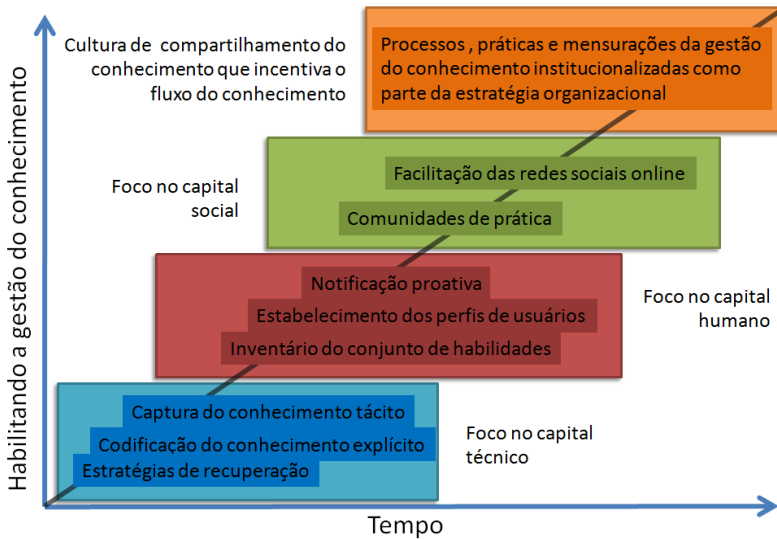 Habilitando a gestão do conhecimento
Cultura de compartilhamento do
conhecimento que incentiva o
fluxo do conhecimento
Processos , práticas e mensurações da gestão
do conhecimento institucionalizadas como
parte da estratégia organizacional
Foco no capital
social
Facilitação das redes sociais online
Comunidades de prática
Notificação proativa
Estabelecimento dos perfis de usuários
Inventário do conjunto de habilidades
Foco no capital
humano
Captura do conhecimento tácito
Codificação do conhecimento explícito
Estratégias de recuperação
Foco no capital
técnico
Tempo